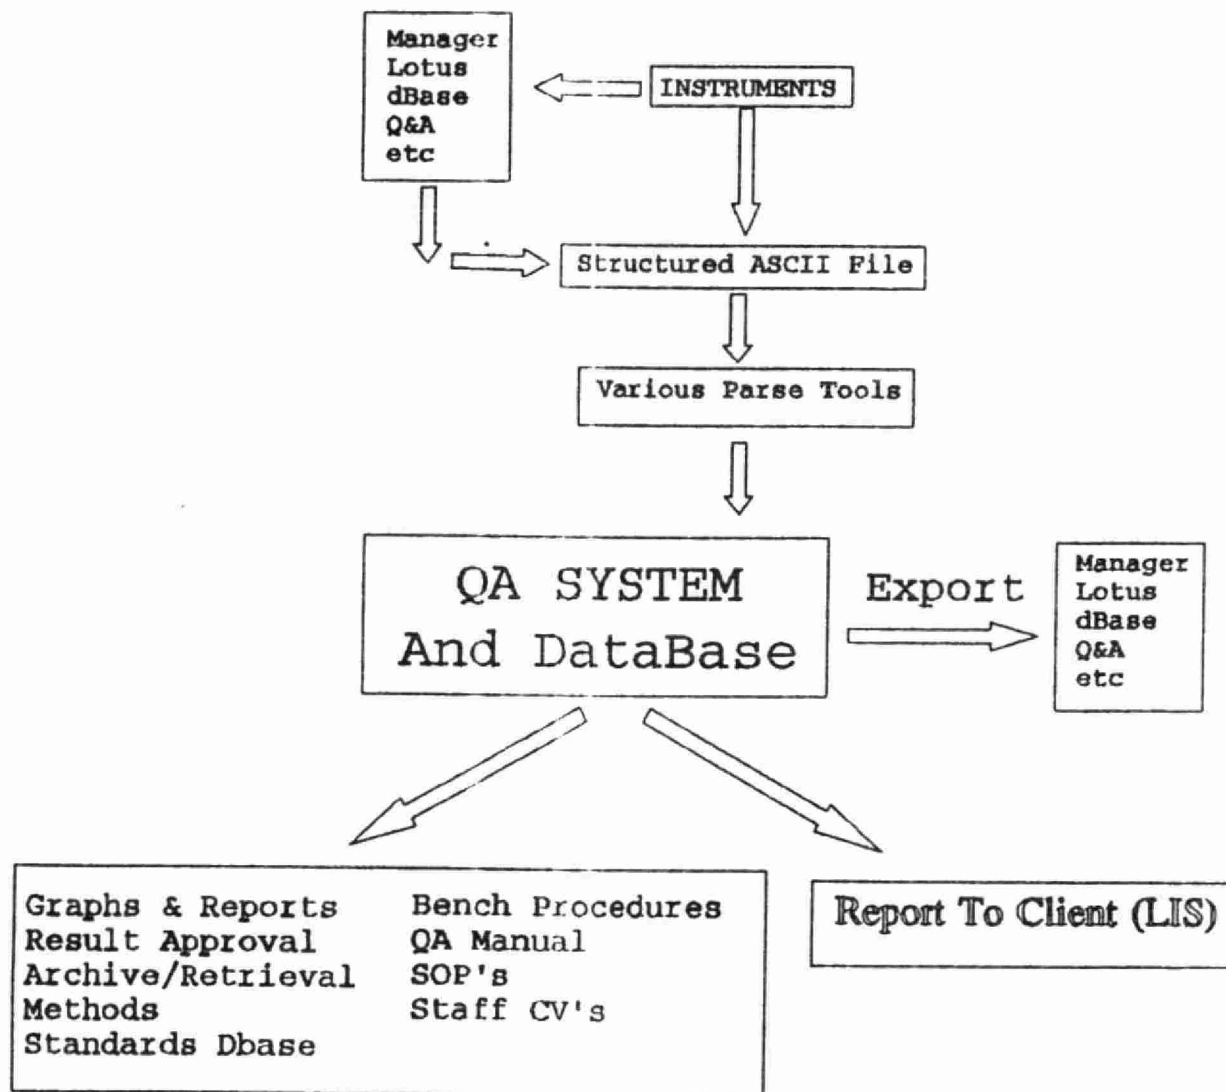 Manager
Lotus
dBase
Q&A
etc
INSTRUMENTS
Structured ASCII File
Various Parse Tools
QA SYSTEM
And DataBase
Export
Manager
Lotus
dBase
Q&A
etc
Graphs & Reports
Result Approval
Archive/Retrieval
Methods
Standards Dbase
Bench Procedures
QA Manual
SOP's
Staff CV's
Report To Client (LIS)